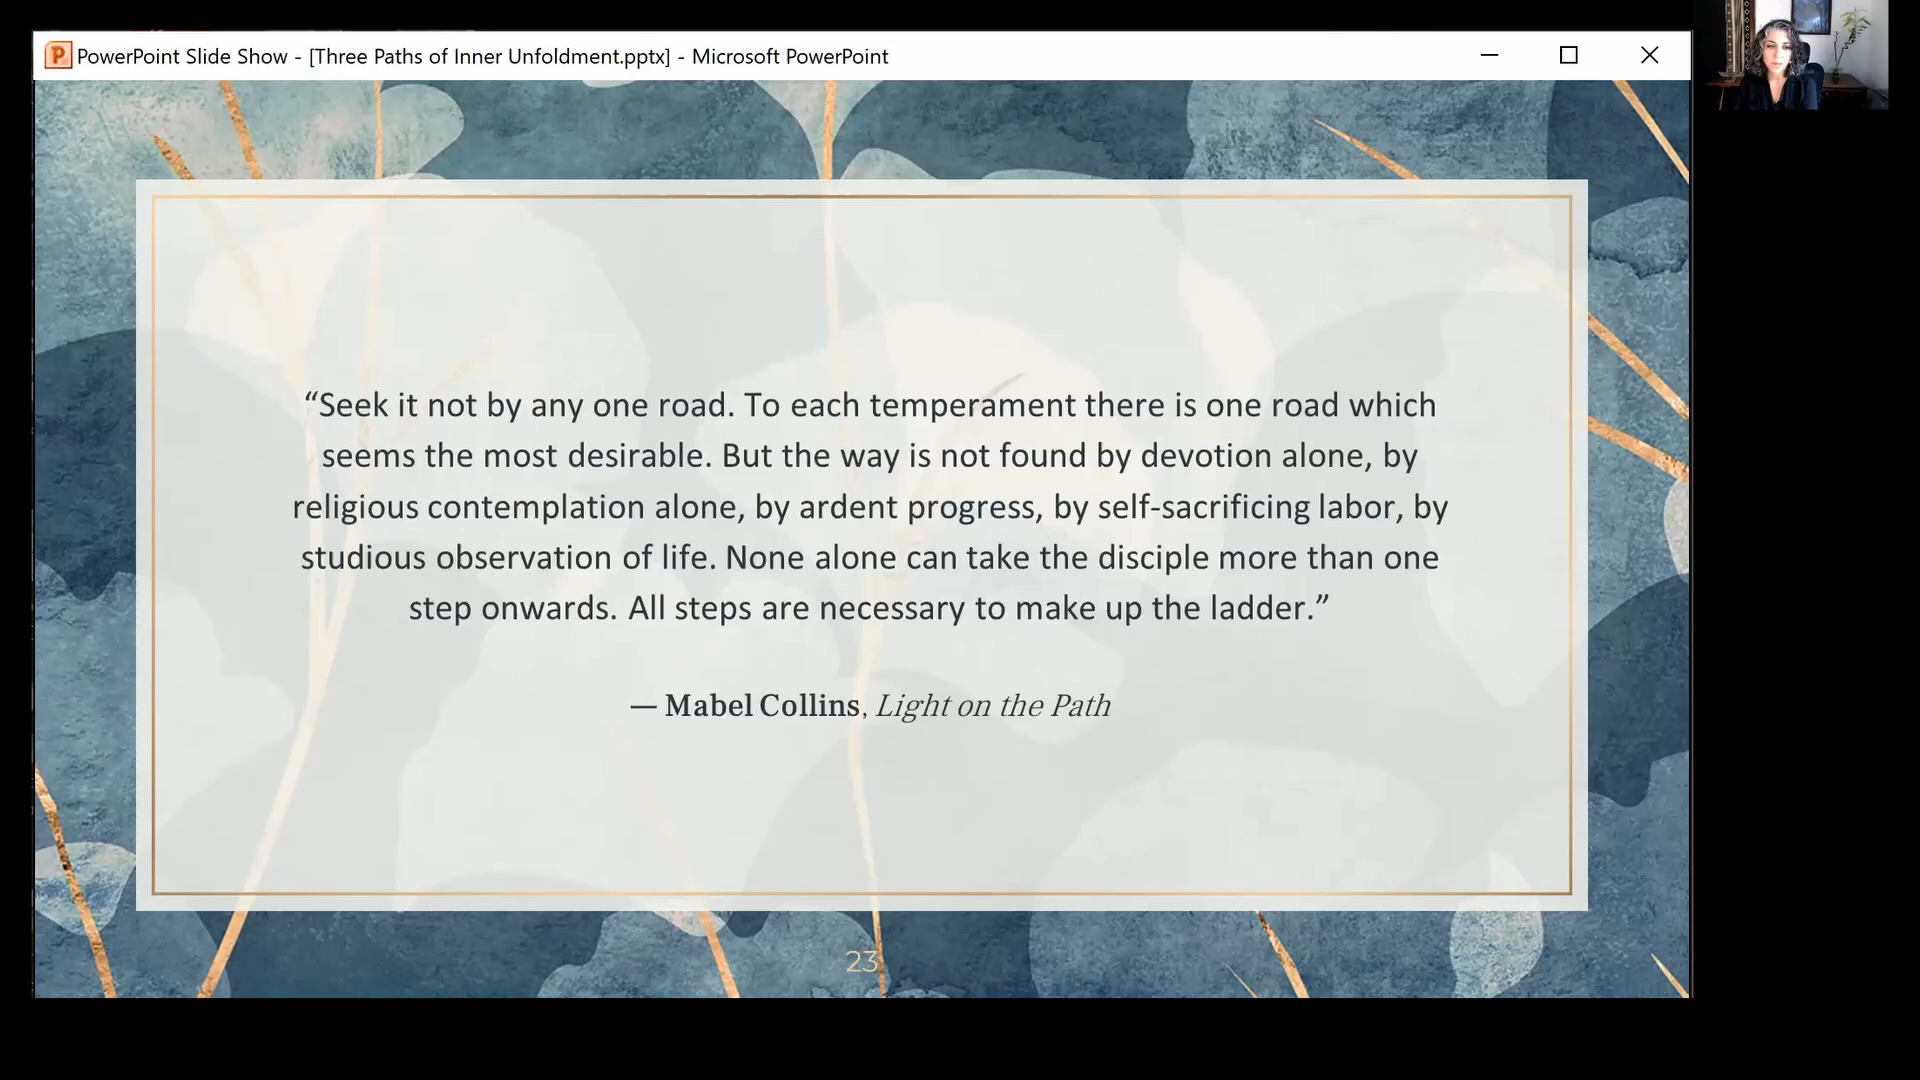 PowerPoint Slide Show - [Three Paths of Inner Unfoldment.pptx] - Microsoft PowerPoint
“Seek it not by any one road. To each temperament there is one road which
seems the most desirable. But the way is not found by devotion alone, by
religious contemplation alone, by ardent progress, by self-sacrificing labor, by
studious observation of life. None alone can take the disciple more than one
step onwards. All steps are necessary to make up the ladder.”
— Mabel Collins, Light on the Path
23